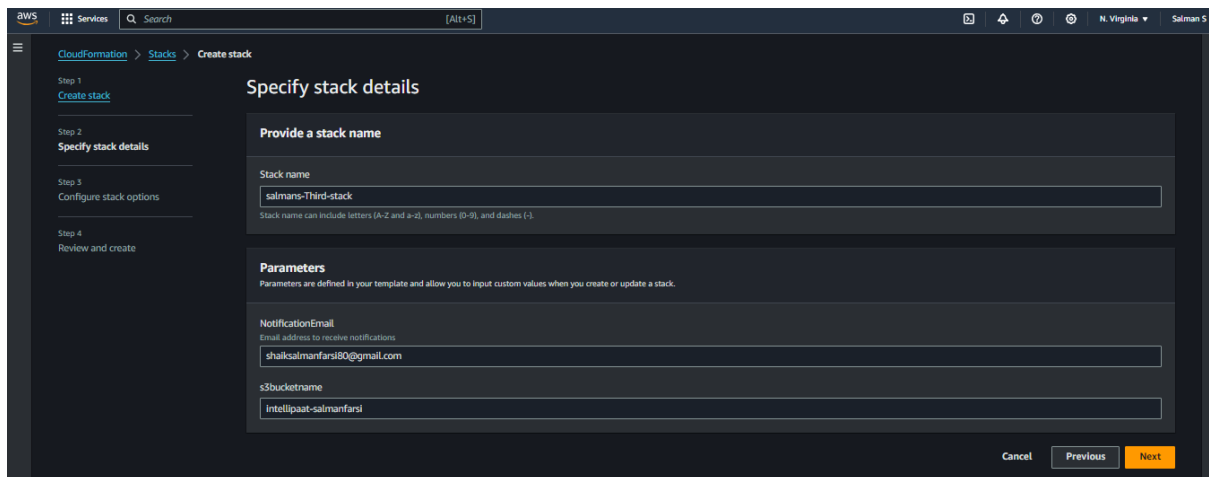 aws Services Search [Alt+S] N. Virginia Salman S
CloudFormation > Stacks > Create stack
Step 1
Create stack
Step 2
Specify stack details
Step 3
Configure stack options
Step 4
Review and create
Specify stack details
Provide a stack name
Stack name
salmans-Third-stack
Stack name can include letters (A-Z and a-z), numbers (0-9), and dashes (-).
Parameters
Parameters are defined in your template and allow you to input custom values when you create or update a stack.
NotificationEmail
Email address to receive notifications
shaiksalmanfarsi80@gmail.com
s3bucketname
intellipaat-salmanfarsi
Cancel Previous Next